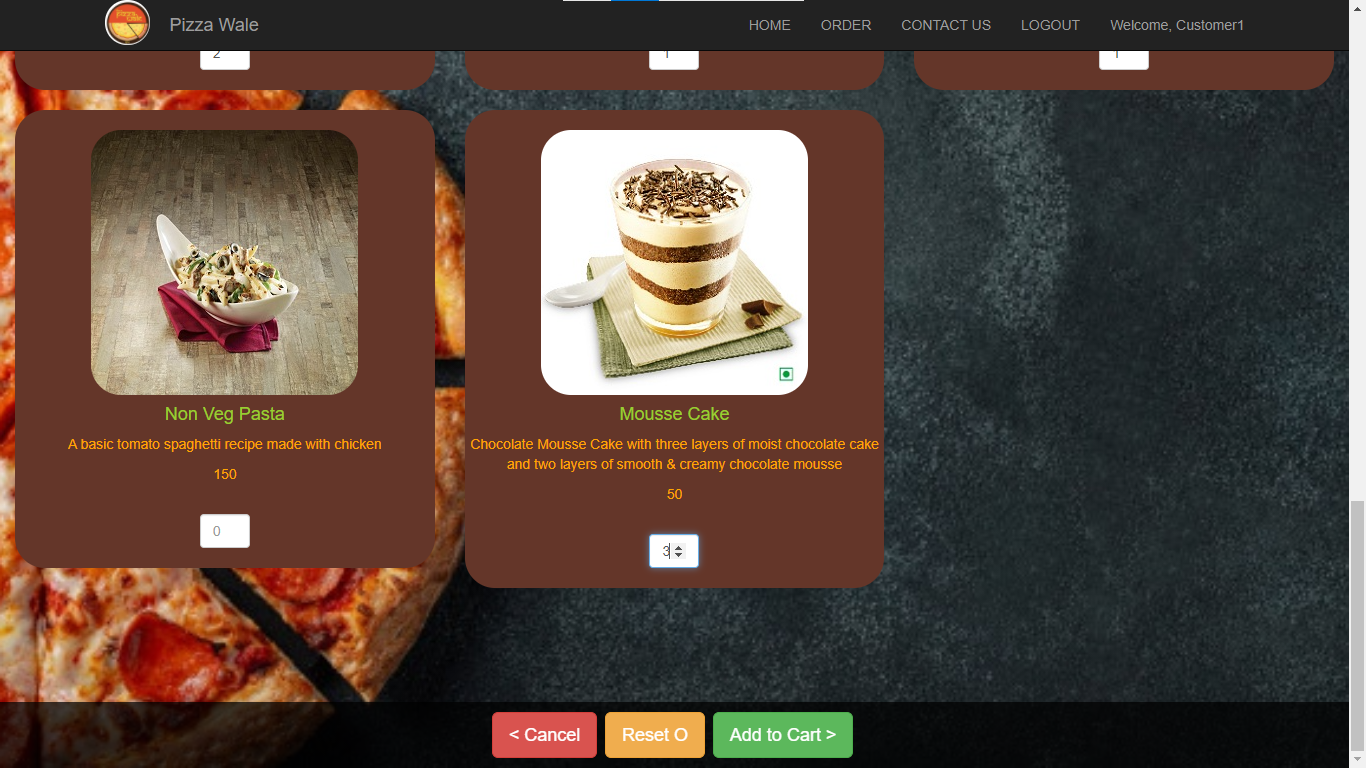 Pizza Wale
HOME
ORDER
CONTACT US
LOGOUT
Welcome, Customer1
2
1
1
Non Veg Pasta
A basic tomato spaghetti recipe made with chicken
150
0
Mousse Cake
Chocolate Mousse Cake with three layers of moist chocolate cake
and two layers of smooth & creamy chocolate mousse
50
3
< Cancel
Reset O
Add to Cart >